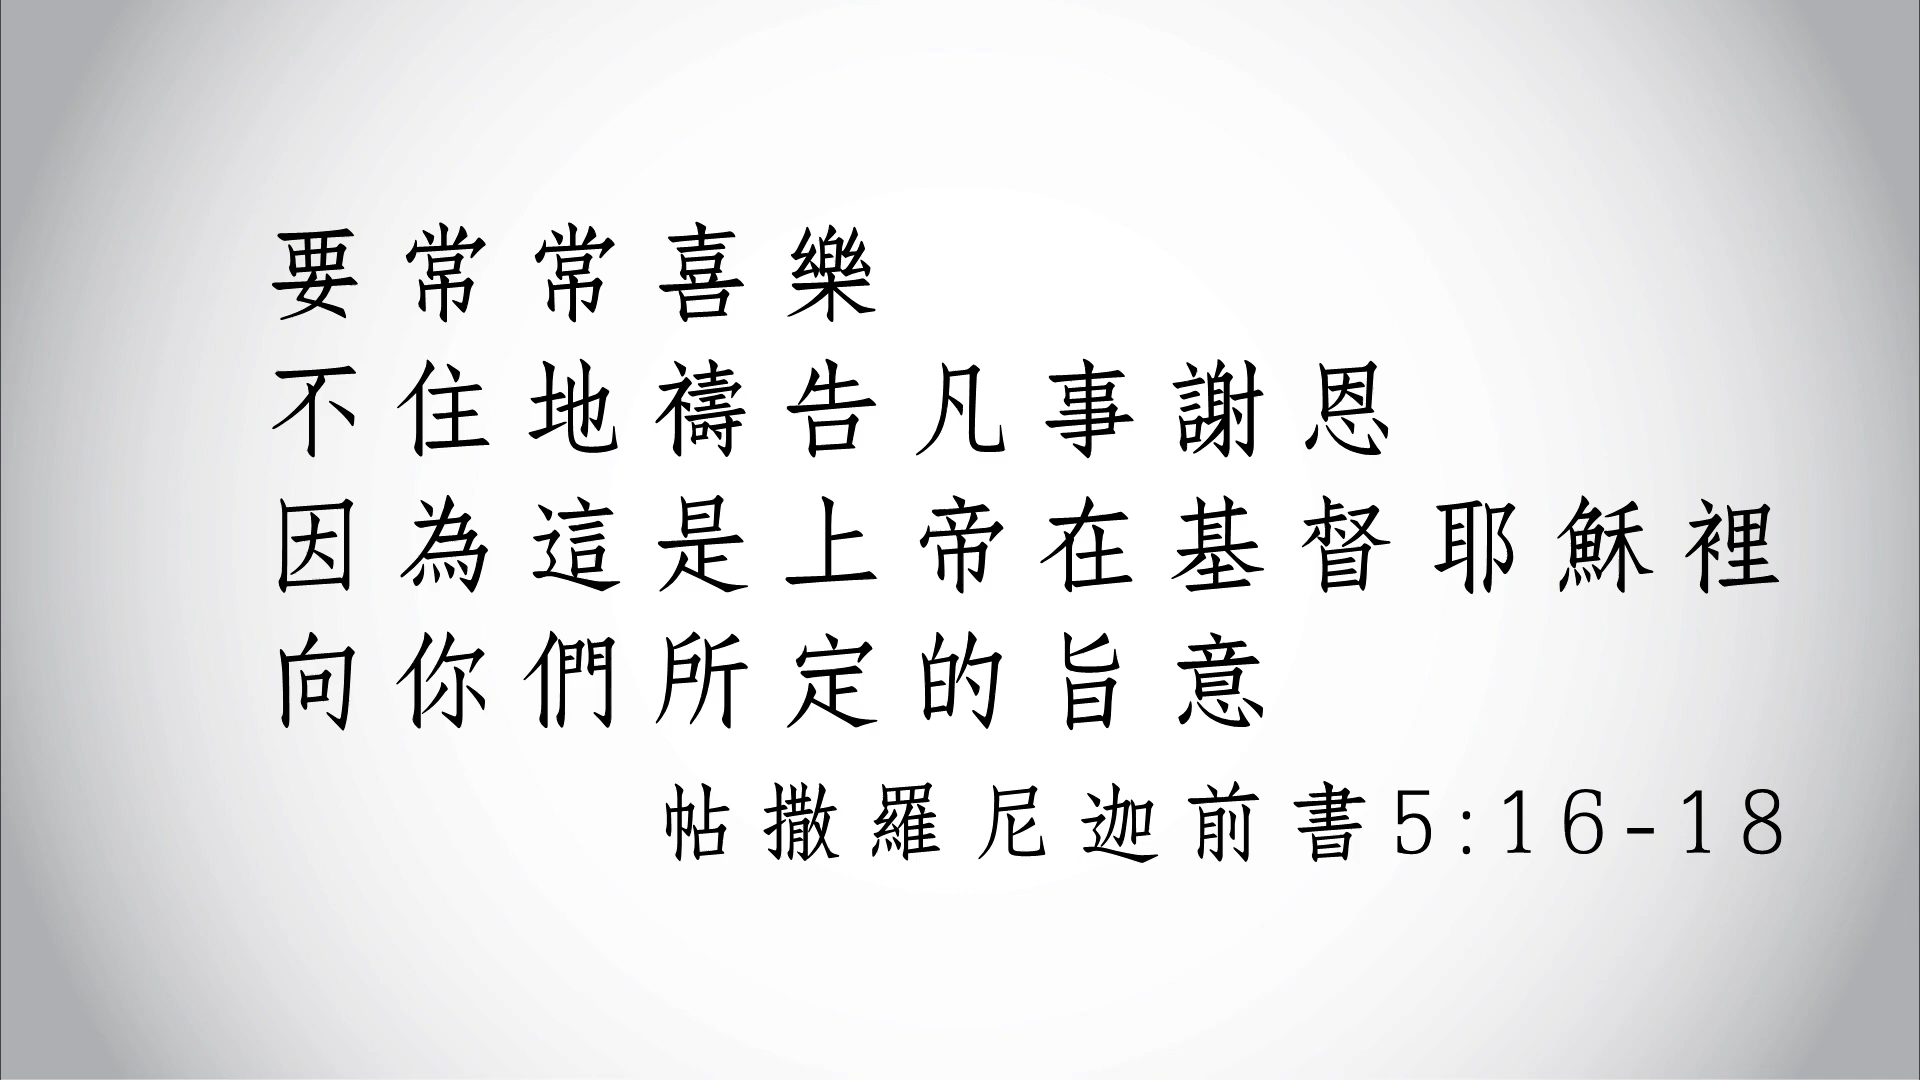 要常常喜樂
不住地禱告凡事謝恩
因為這是上帝在基督耶穌裡
向你們所定的旨意
帖撒羅尼迦前書5:16-18